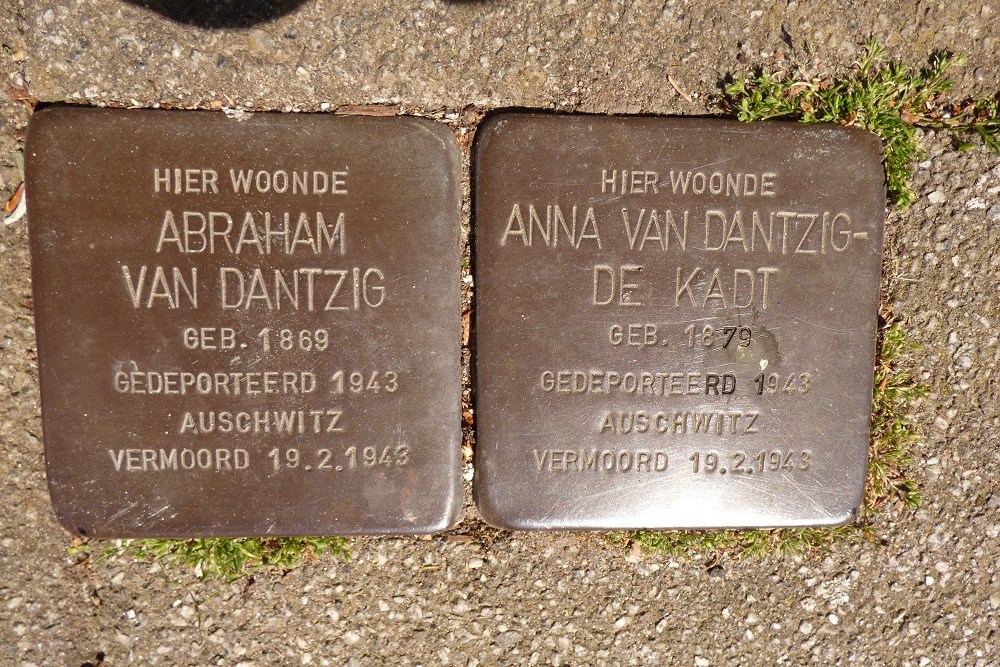 HIER WOONDE
ABRAHAM
VAN DANTZIG
GEB. 1869
GEDEPORTEERD 1943
AUSCHWITZ
VERMOORD 19.2.1943
HIER WOONDE
ANNA VAN DANTZIG-
DE KADT
GEB. 1879
GEDEPORTEERD 1943
AUSCHWITZ
VERMOORD 19.2.1943